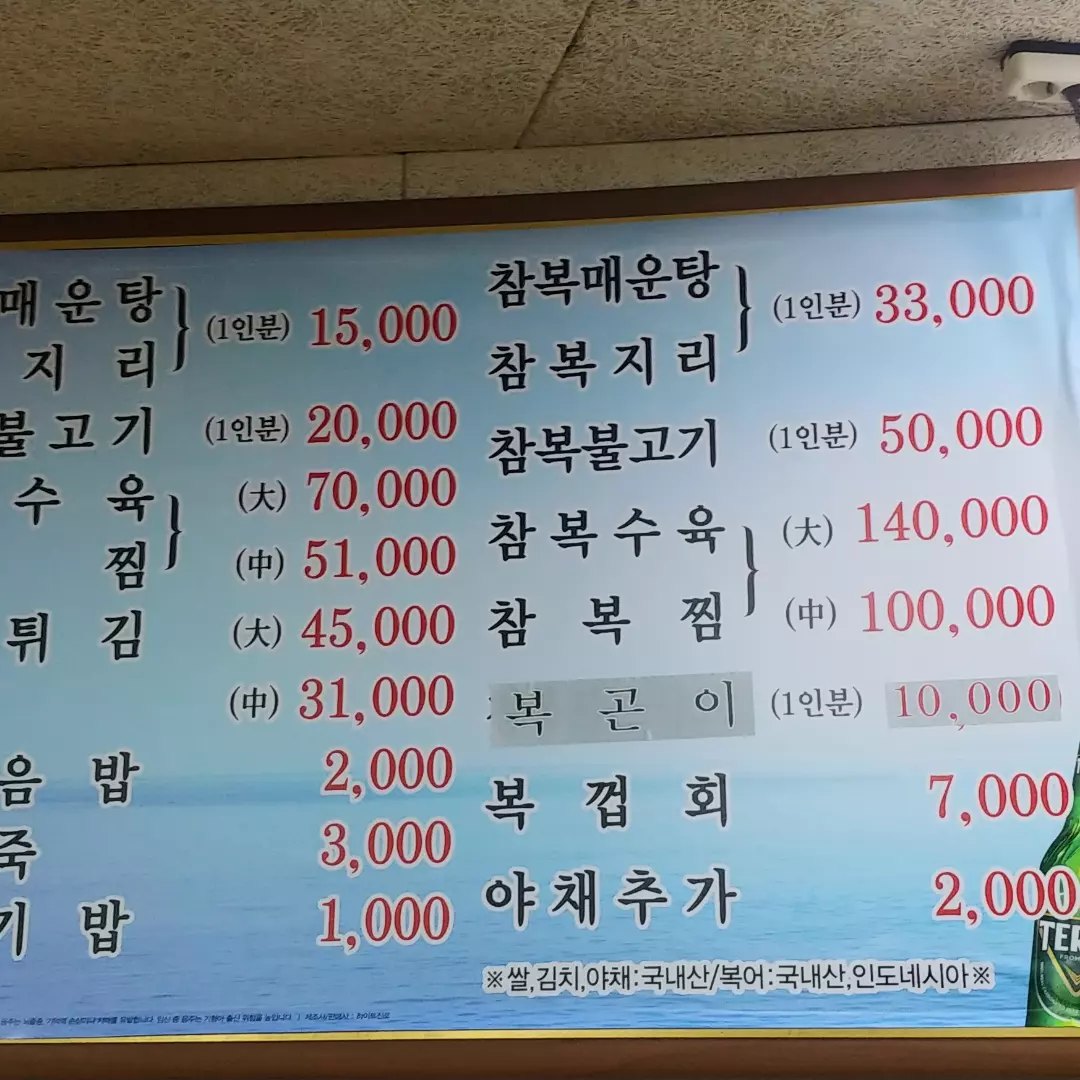 매운탕
지리
(1인분) 15,000
불고기 (1인분) 20,000
수육
찜
(大) 70,000
(中) 51,000
튀김 (大) 45,000
(中) 31,000
음밥 2,000
죽 3,000
기밥 1,000
참복매운탕
참복지리
(1인분) 33,000
참복불고기 (1인분) 50,000
참복수육
참복찜
(大) 140,000
(中) 100,000
복곤이 (1인분) 10,000
복껍회 7,000
야채추가 2,000
※쌀,김치,야채:국내산/복어:국내산,인도네시아※
TER
FROM